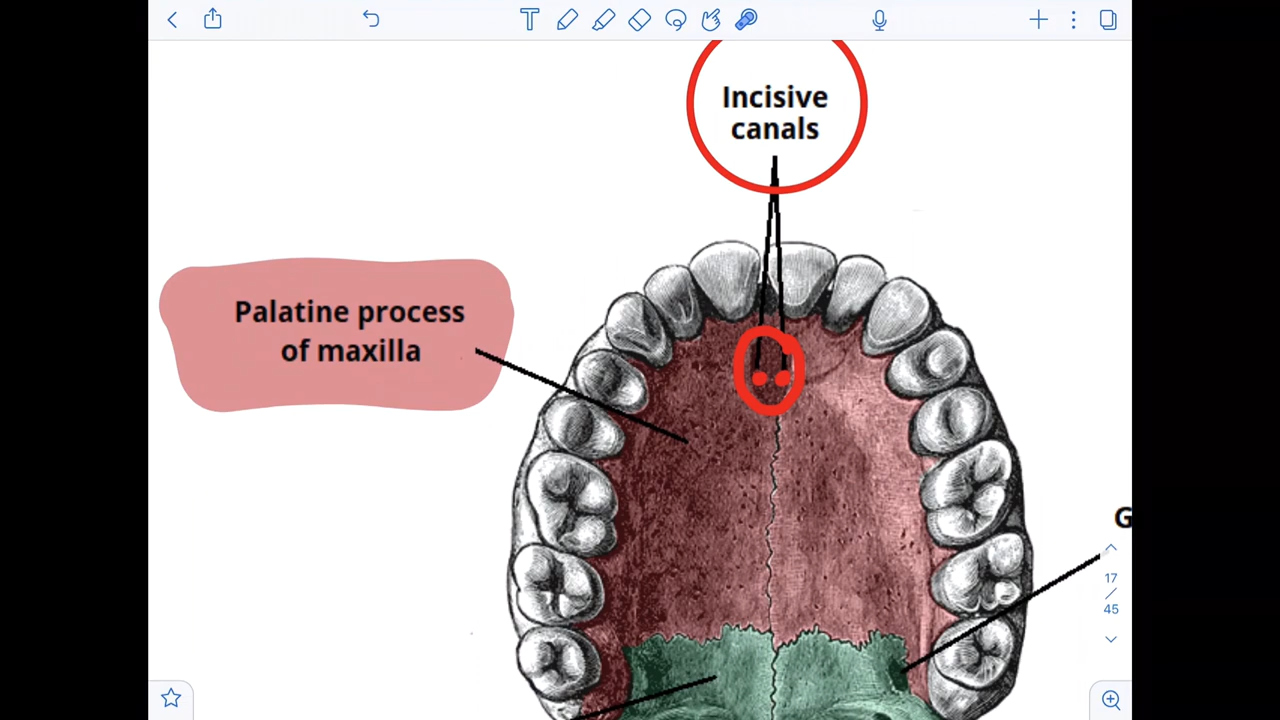 Incisive
canals
Palatine process
of maxilla
G
17
/
45